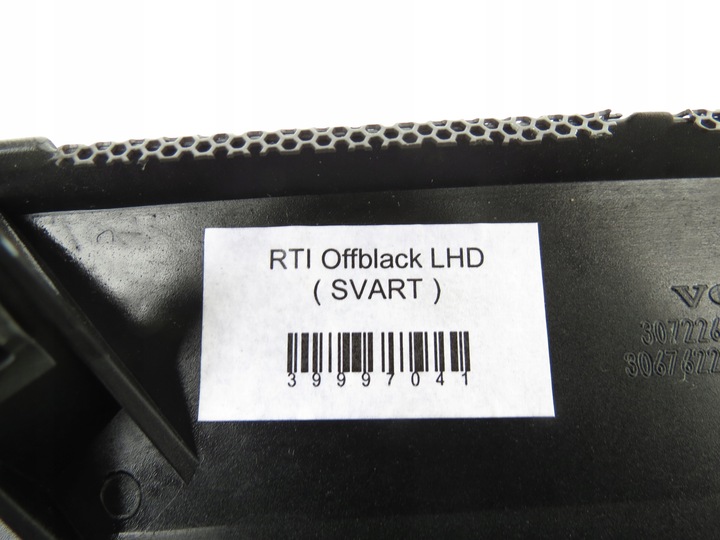 RTI Offblack LHD
( SVART )
39997041